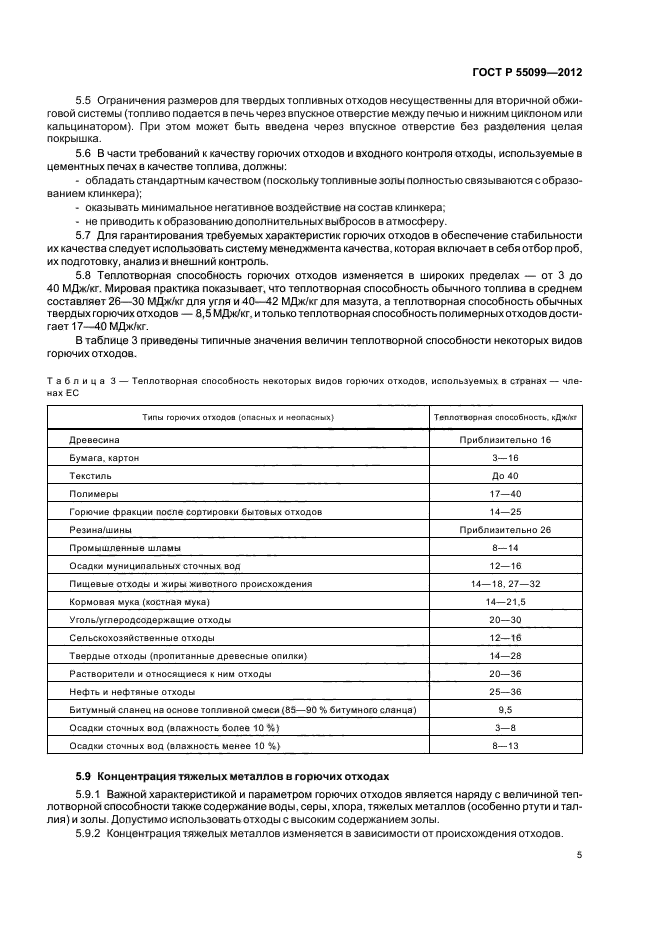 ГОСТ Р 55099—2012
5.5 Ограничения размеров для твердых топливных отходов несущественны для вторичной обжи-
говой системы (топливо подается в печь через впускное отверстие между печью и нижним циклоном или
кальцинатором). При этом может быть введена через впускное отверстие без разделения целая
покрышка.
5.6 В части требований к качеству горючих отходов и входного контроля отходы, используемые в
цементных печах в качестве топлива, должны:
- обладать стандартным качеством (поскольку топливные золы полностью связываются с образо-
ванием клинкера);
- оказывать минимальное негативное воздействие на состав клинкера;
- не приводить к образованию дополнительных выбросов в атмосферу.
5.7 Для гарантирования требуемых характеристик горючих отходов в обеспечение стабильности
их качества следует использовать систему менеджмента качества, которая включает в себя отбор проб,
их подготовку, анализ и внешний контроль.
5.8 Теплотворная способность горючих отходов изменяется в широких пределах — от 3 до
40 МДж/кг. Мировая практика показывает, что теплотворная способность обычного топлива в среднем
составляет 26—30 МДж/кг для угля и 40—42 МДж/кг для мазута, а теплотворная способность обычных
твердых горючих отходов — 8,5 МДж/кг, и только теплотворная способность полимерных отходов дости-
гает 17—40 МДж/кг.
В таблице 3 приведены типичные значения величин теплотворной способности некоторых видов
горючих отходов.
Таблица 3 — Теплотворная способность некоторых видов горючих отходов, используемых в странах — чле-
нах ЕС
Типы горючих отходов (опасных и неопасных) Теплотворная способность, кДж/кг
Древесина Приблизительно 16
Бумага, картон 3—16
Текстиль До 40
Полимеры 17—40
Горючие фракции после сортировки бытовых отходов 14—25
Резина/шины Приблизительно 26
Промышленные шламы 8—14
Осадки муниципальных сточных вод 12—16
Пищевые отходы и жиры животного происхождения 14—18, 27—32
Кормовая мука (костная мука) 14—21,5
Уголь/углеродсодержащие отходы 20—30
Сельскохозяйственные отходы 12—16
Твердые отходы (пропитанные древесные опилки) 14—28
Растворители и относящиеся к ним отходы 20—36
Нефть и нефтяные отходы 25—36
Битумный сланец на основе топливной смеси (85—90 % битумного сланца) 9,5
Осадки сточных вод (влажность более 10 %) 3—8
Осадки сточных вод (влажность менее 10 %) 8—13
5.9 Концентрация тяжелых металлов в горючих отходах
5.9.1 Важной характеристикой и параметром горючих отходов является наряду с величиной теп-
лотворной способности также содержание воды, серы, хлора, тяжелых металлов (особенно ртути и тал-
лия) и золы. Допустимо использовать отходы с высоким содержанием золы.
5.9.2 Концентрация тяжелых металлов изменяется в зависимости от происхождения отходов.
5